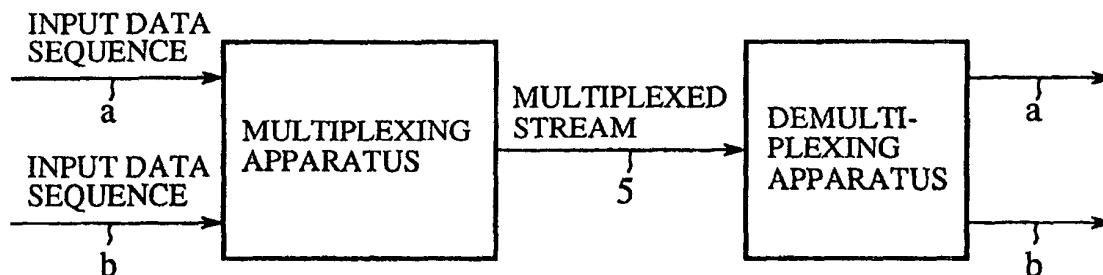 INPUT DATA
SEQUENCE
a
INPUT DATA
SEQUENCE
b
MULTIPLEXING
APPARATUS
MULTIPLEXED
STREAM
5
DEMULTI-
PLEXING
APPARATUS
a
b